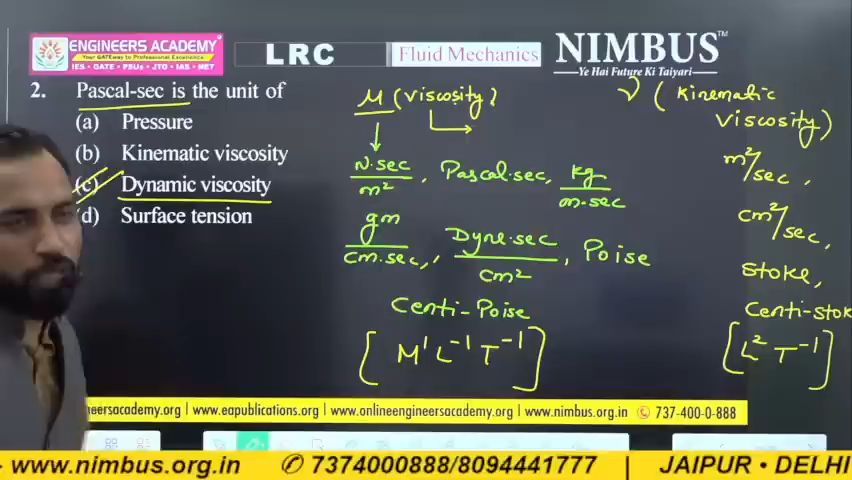 ENGINEERS ACADEMY
Your GATEway to Professional Excellence
IES • GATE • PSUs • JTO • IAS • NET
LRC
Fluid Mechanics
NIMBUS™
Ye Hai Future Ki Taiyari
2. Pascal-sec is the unit of
(a) Pressure
(b) Kinematic viscosity
(c) Dynamic viscosity
(d) Surface tension
μ (viscosity)
N.sec/m², Pascal.sec, kg/m.sec
gm/cm.sec, Dyne.sec/cm², Poise
Centi-Poise
[M¹ L⁻¹ T⁻¹]
ν (Kinematic
viscosity)
m²/sec,
cm²/sec,
stoke,
Centi-stok
[L² T⁻¹]
neersacademy.org | www.eapublications.org | www.onlineengineersacademy.org | www.nimbus.org.in 737-400-0-888
www.nimbus.org.in ✆ 7374000888/8094441777 | JAIPUR • DELHI